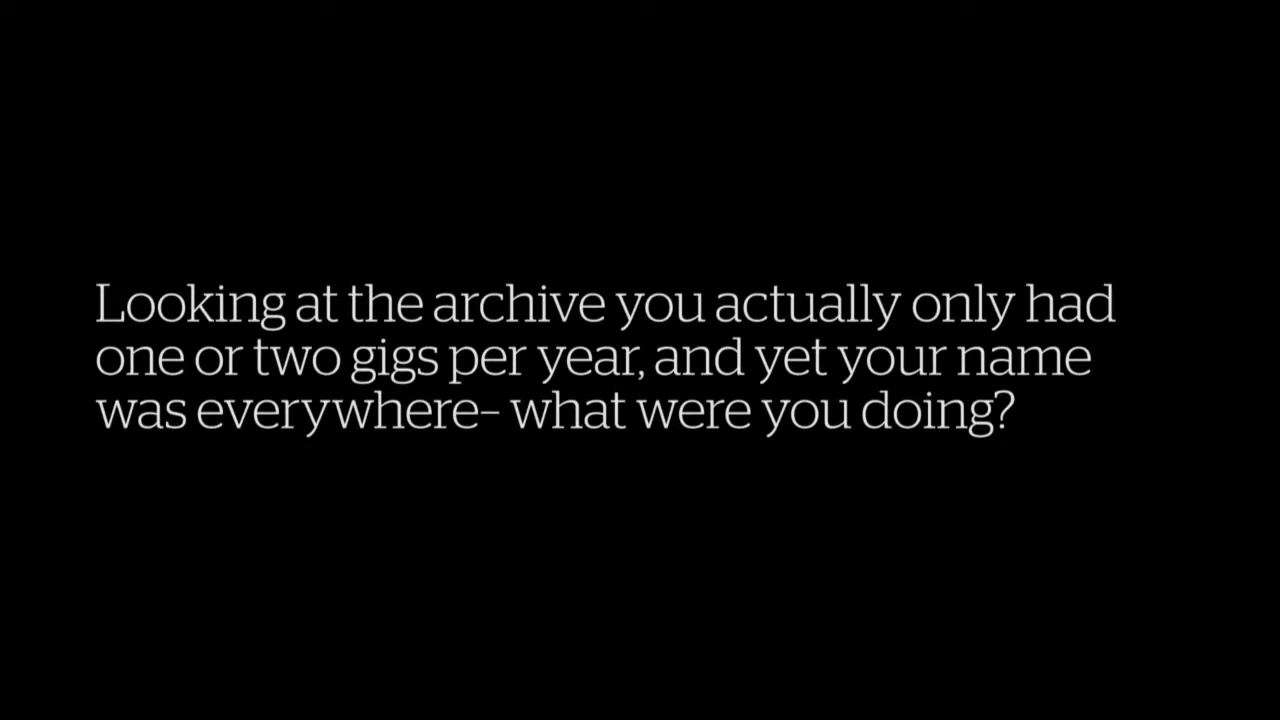 Looking at the archive you actually only had
one or two gigs per year, and yet your name
was everywhere– what were you doing?